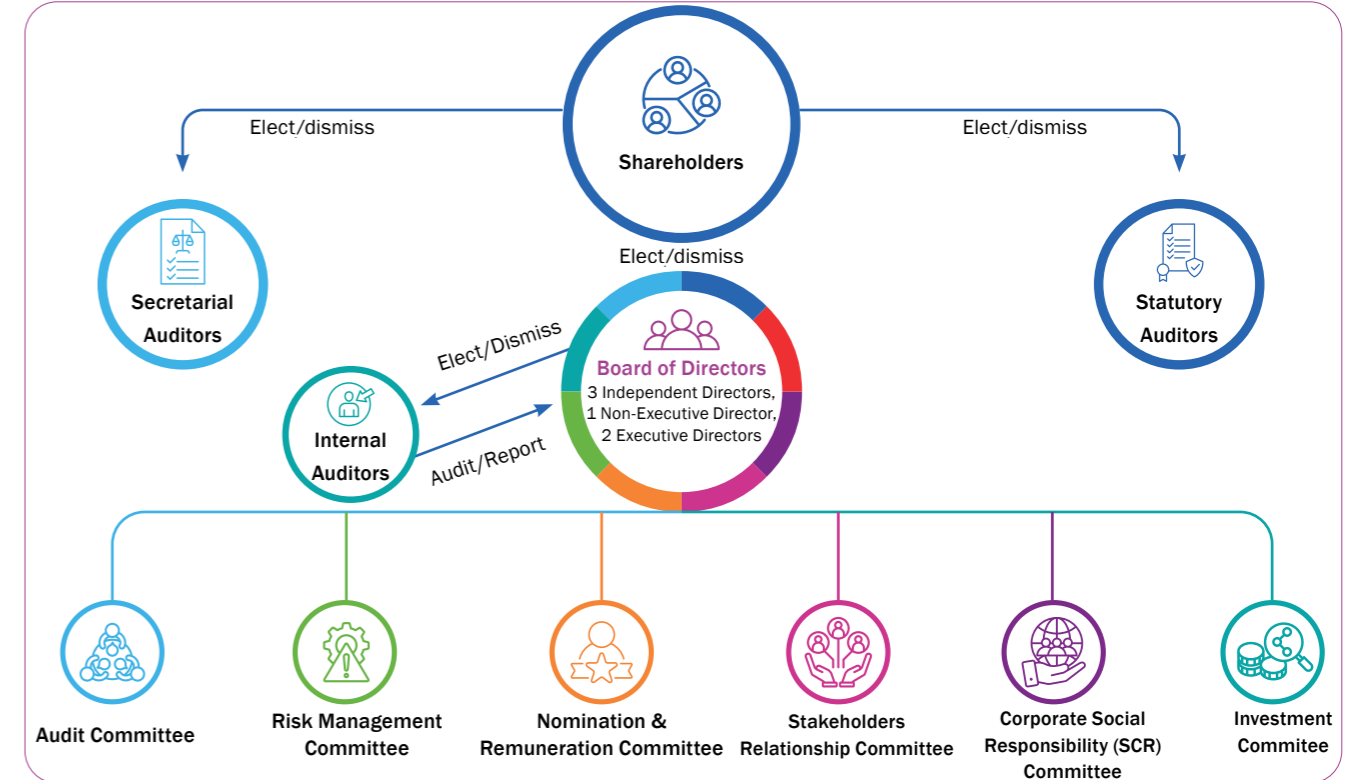 Shareholders
Elect/dismiss
Elect/dismiss
Elect/dismiss
Secretarial
Auditors
Statutory
Auditors
Board of Directors
3 Independent Directors,
1 Non-Executive Director,
2 Executive Directors
Elect/Dismiss
Audit/Report
Internal
Auditors
Audit Committee
Risk Management
Committee
Nomination &
Remuneration Committee
Stakeholders
Relationship Committee
Corporate Social
Responsibility (SCR)
Committee
Investment
Commitee